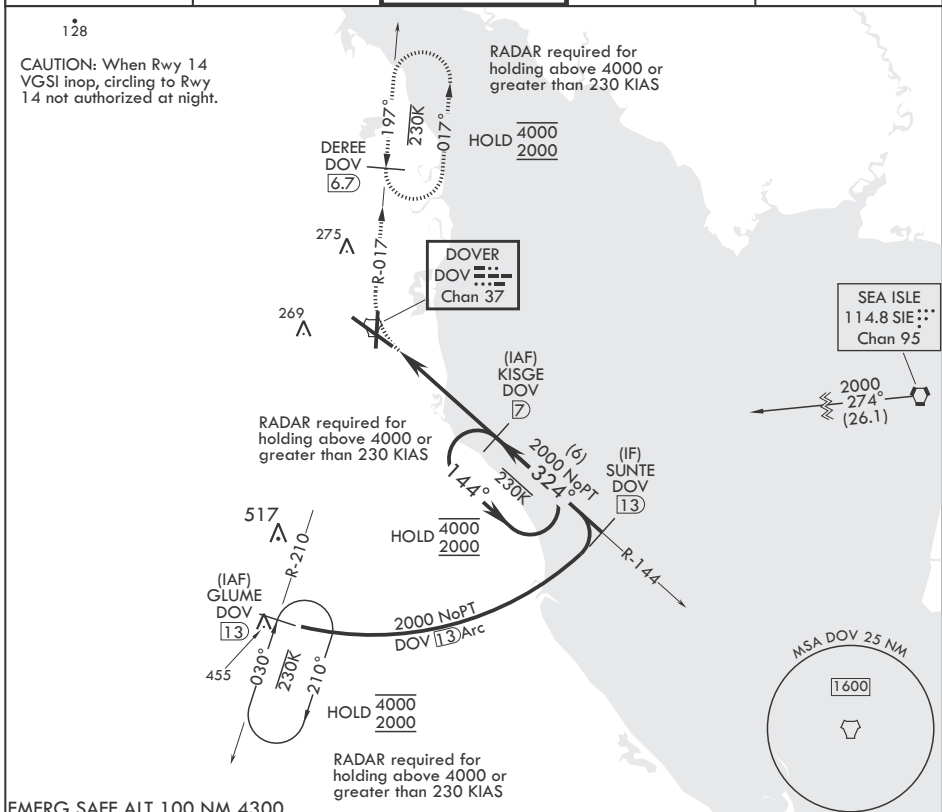 128
CAUTION: When Rwy 14
VGSI inop, circling to Rwy
14 not authorized at night.
RADAR required for
holding above 4000 or
greater than 230 KIAS
197°
230K
017°
HOLD 4000
2000
DEREE
DOV
6.7
275
R-017
DOVER
DOV
Chan 37
269
SEA ISLE
114.8 SIE
Chan 95
2000
274°
(26.1)
(IAF)
KISGE
DOV
7
RADAR required for
holding above 4000 or
greater than 230 KIAS
(6)
2000 NoPT
324°
(IF)
SUNTE
DOV
13
144°
230K
HOLD 4000
2000
R-144
517
R-210
(IAF)
GLUME
DOV
13
2000 NoPT
DOV 13 Arc
455
030°
230K
210°
HOLD 4000
2000
RADAR required for
holding above 4000 or
greater than 230 KIAS
MSA DOV 25 NM
1600
EMERG SAFE ALT 100 NM 4300